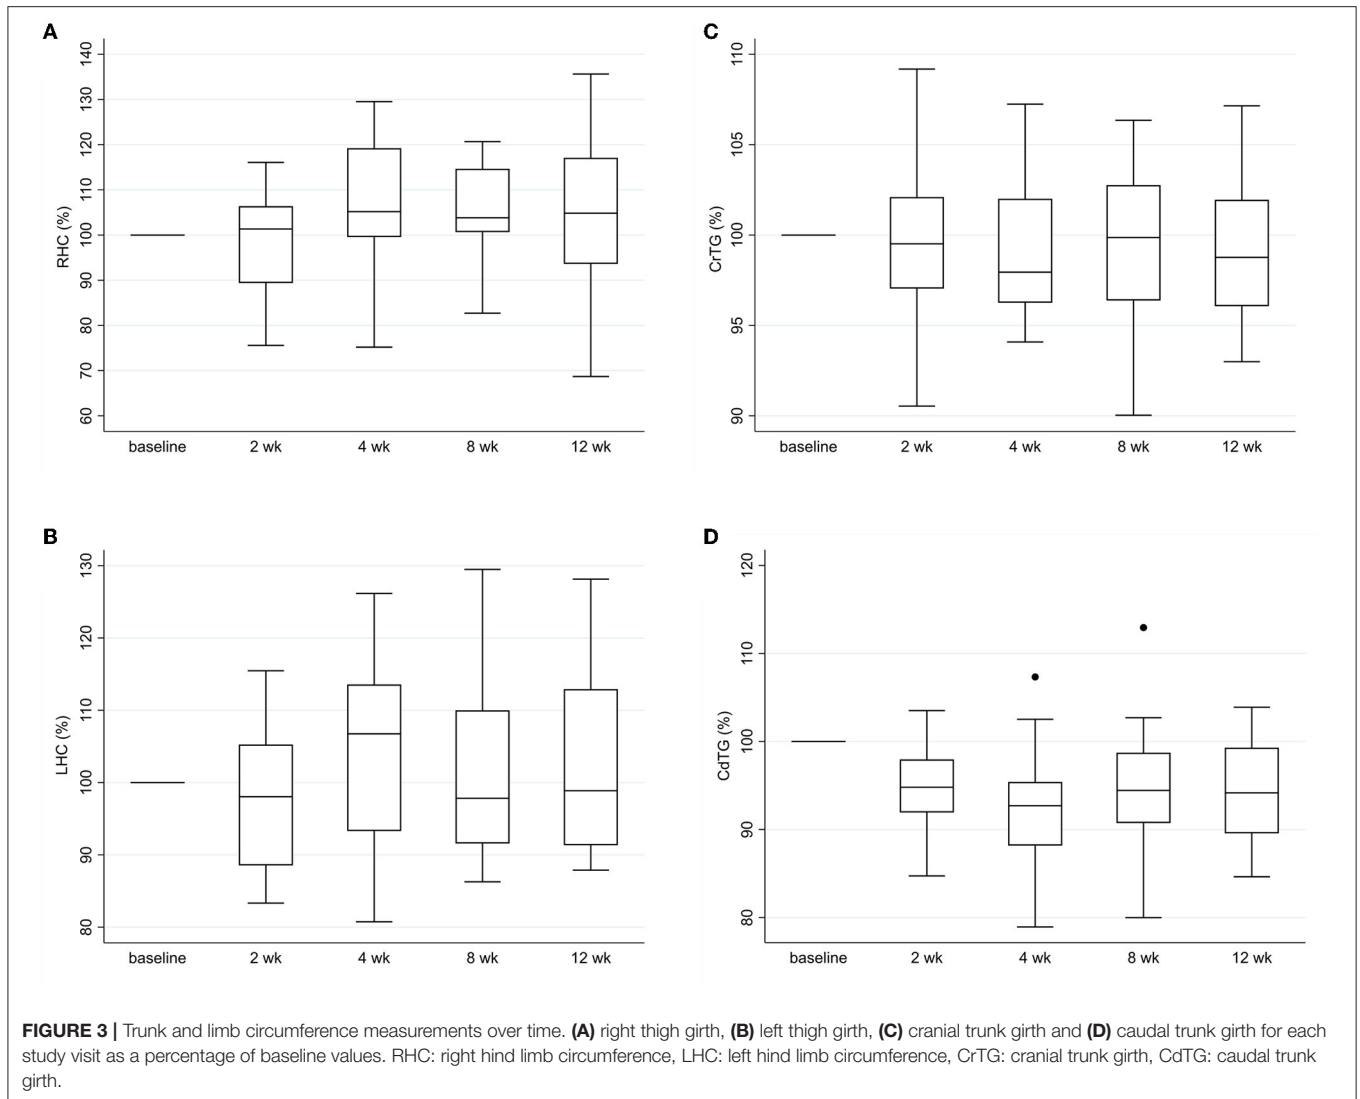 A
140
130
120
110
100
90
80
70
60
RHC (%)
baseline 2 wk 4 wk 8 wk 12 wk
C
110
105
100
95
90
CrTG (%)
baseline 2 wk 4 wk 8 wk 12 wk
B
130
120
110
100
90
80
LHC (%)
baseline 2 wk 4 wk 8 wk 12 wk
D
120
110
100
90
80
CdTG (%)
baseline 2 wk 4 wk 8 wk 12 wk
FIGURE 3 | Trunk and limb circumference measurements over time. (A) right thigh girth, (B) left thigh girth, (C) cranial trunk girth and (D) caudal trunk girth for each
study visit as a percentage of baseline values. RHC: right hind limb circumference, LHC: left hind limb circumference, CrTG: cranial trunk girth, CdTG: caudal trunk
girth.